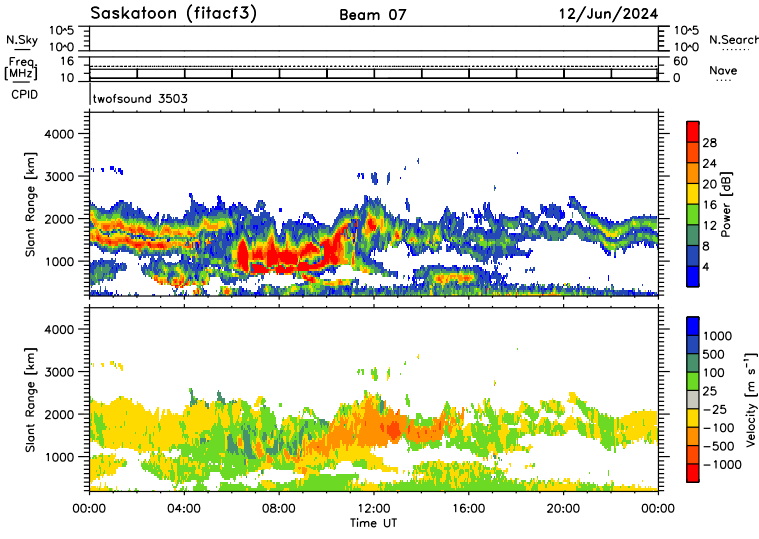 Saskatoon (fitacf3) Beam 07 12/Jun/2024
N.Sky 10^5 10^0 10^5 10^0 N.Search
Freq. [MHz] 16 10 60 0 Nave
CPID twofsound 3503
Slant Range [km] 4000 3000 2000 1000
Power [dB] 28 24 20 16 12 8 4
Slant Range [km] 4000 3000 2000 1000
Velocity [m s⁻¹] 1000 500 100 25 −25 −100 −500 −1000
00:00 04:00 08:00 12:00 16:00 20:00 00:00
Time UT